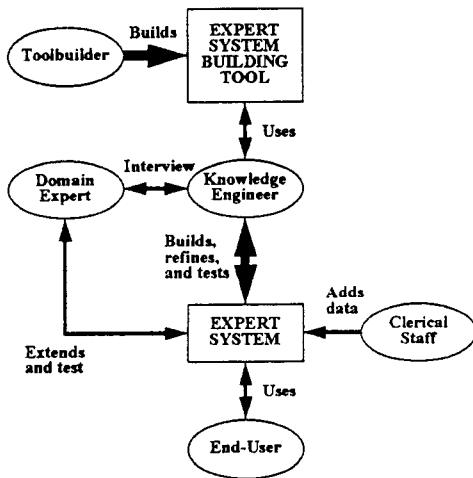 Builds
Toolbuilder
EXPERT
SYSTEM
BUILDING
TOOL
Uses
Interview
Domain
Expert
Knowledge
Engineer
Builds,
refines,
and tests
Adds
data
EXPERT
SYSTEM
Clerical
Staff
Extends
and test
Uses
End-User